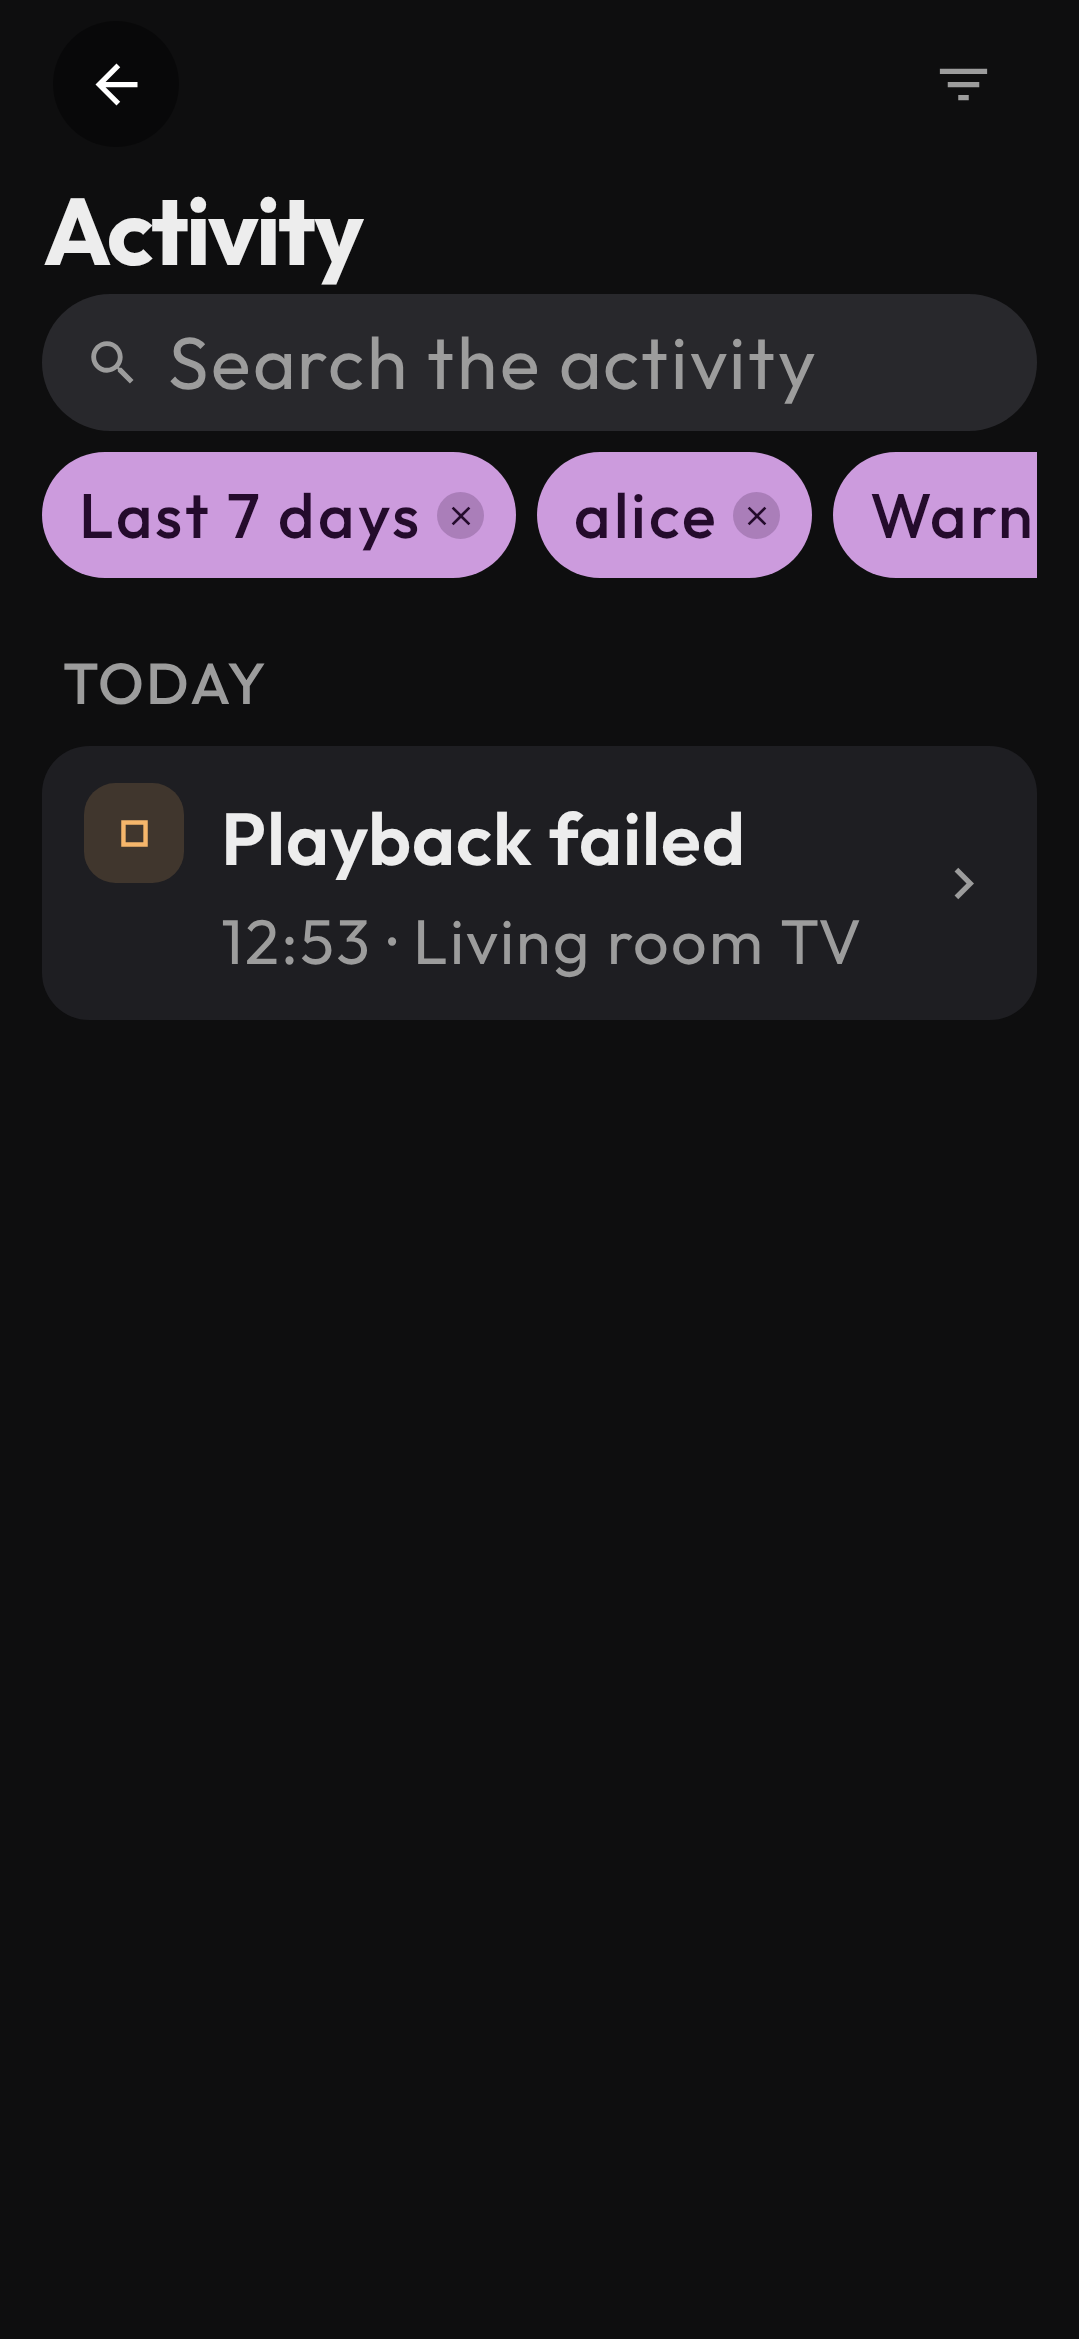 Activity
Search the activity
Last 7 days alice Warn
TODAY
Playback failed
12:53 · Living room TV